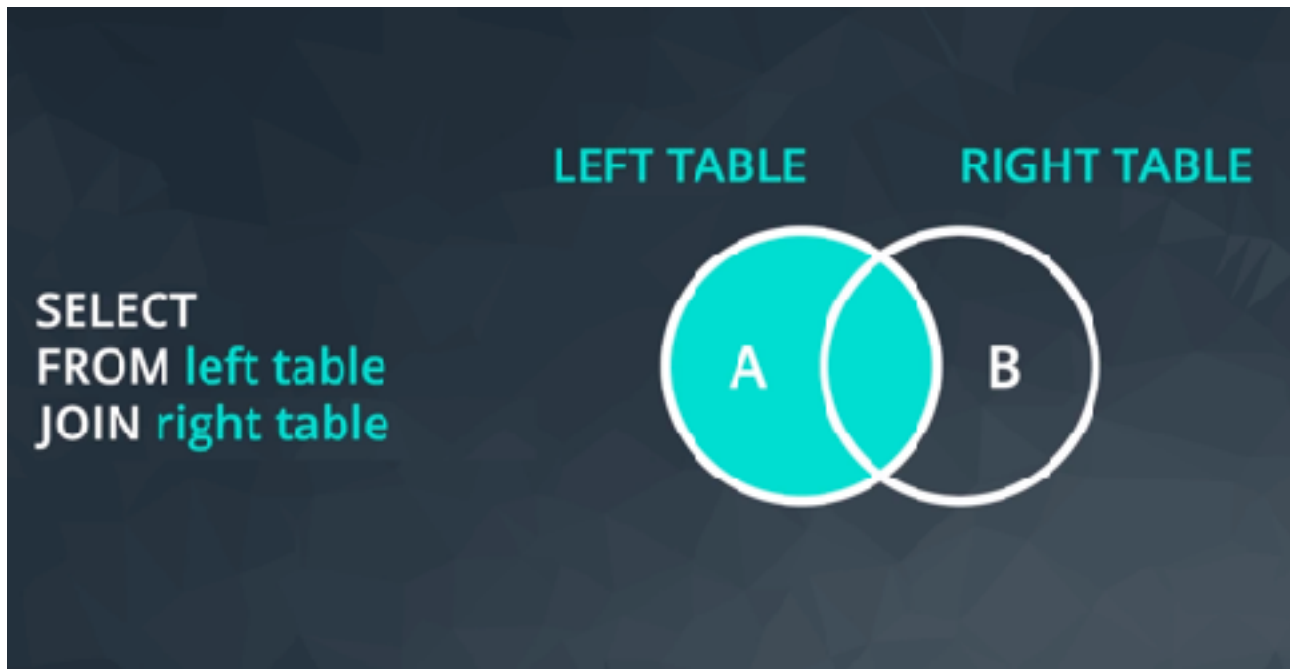 LEFT TABLE
RIGHT TABLE
SELECT
FROM left table
JOIN right table
A
B